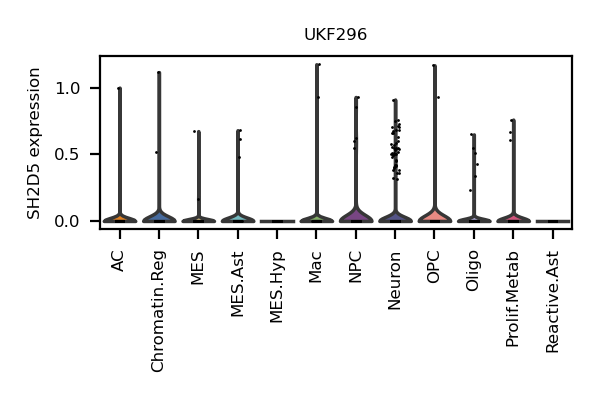 UKF296
SH2D5 expression
1.0
0.5
0.0
AC
Chromatin.Reg
MES
MES.Ast
MES.Hyp
Mac
NPC
Neuron
OPC
Oligo
Prolif.Metab
Reactive.Ast